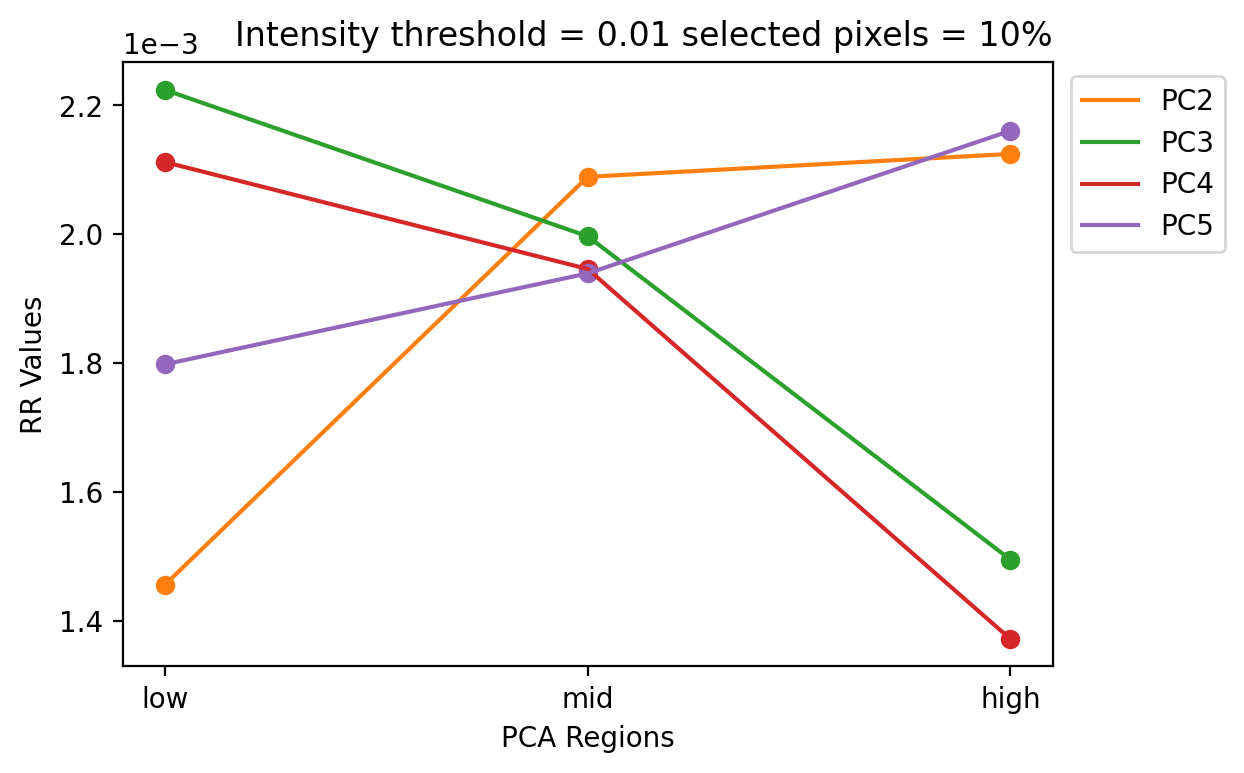 Intensity threshold = 0.01 selected pixels = 10%
1e−3
2.2
2.0
1.8
1.6
1.4
RR Values
low
mid
high
PCA Regions
PC2
PC3
PC4
PC5